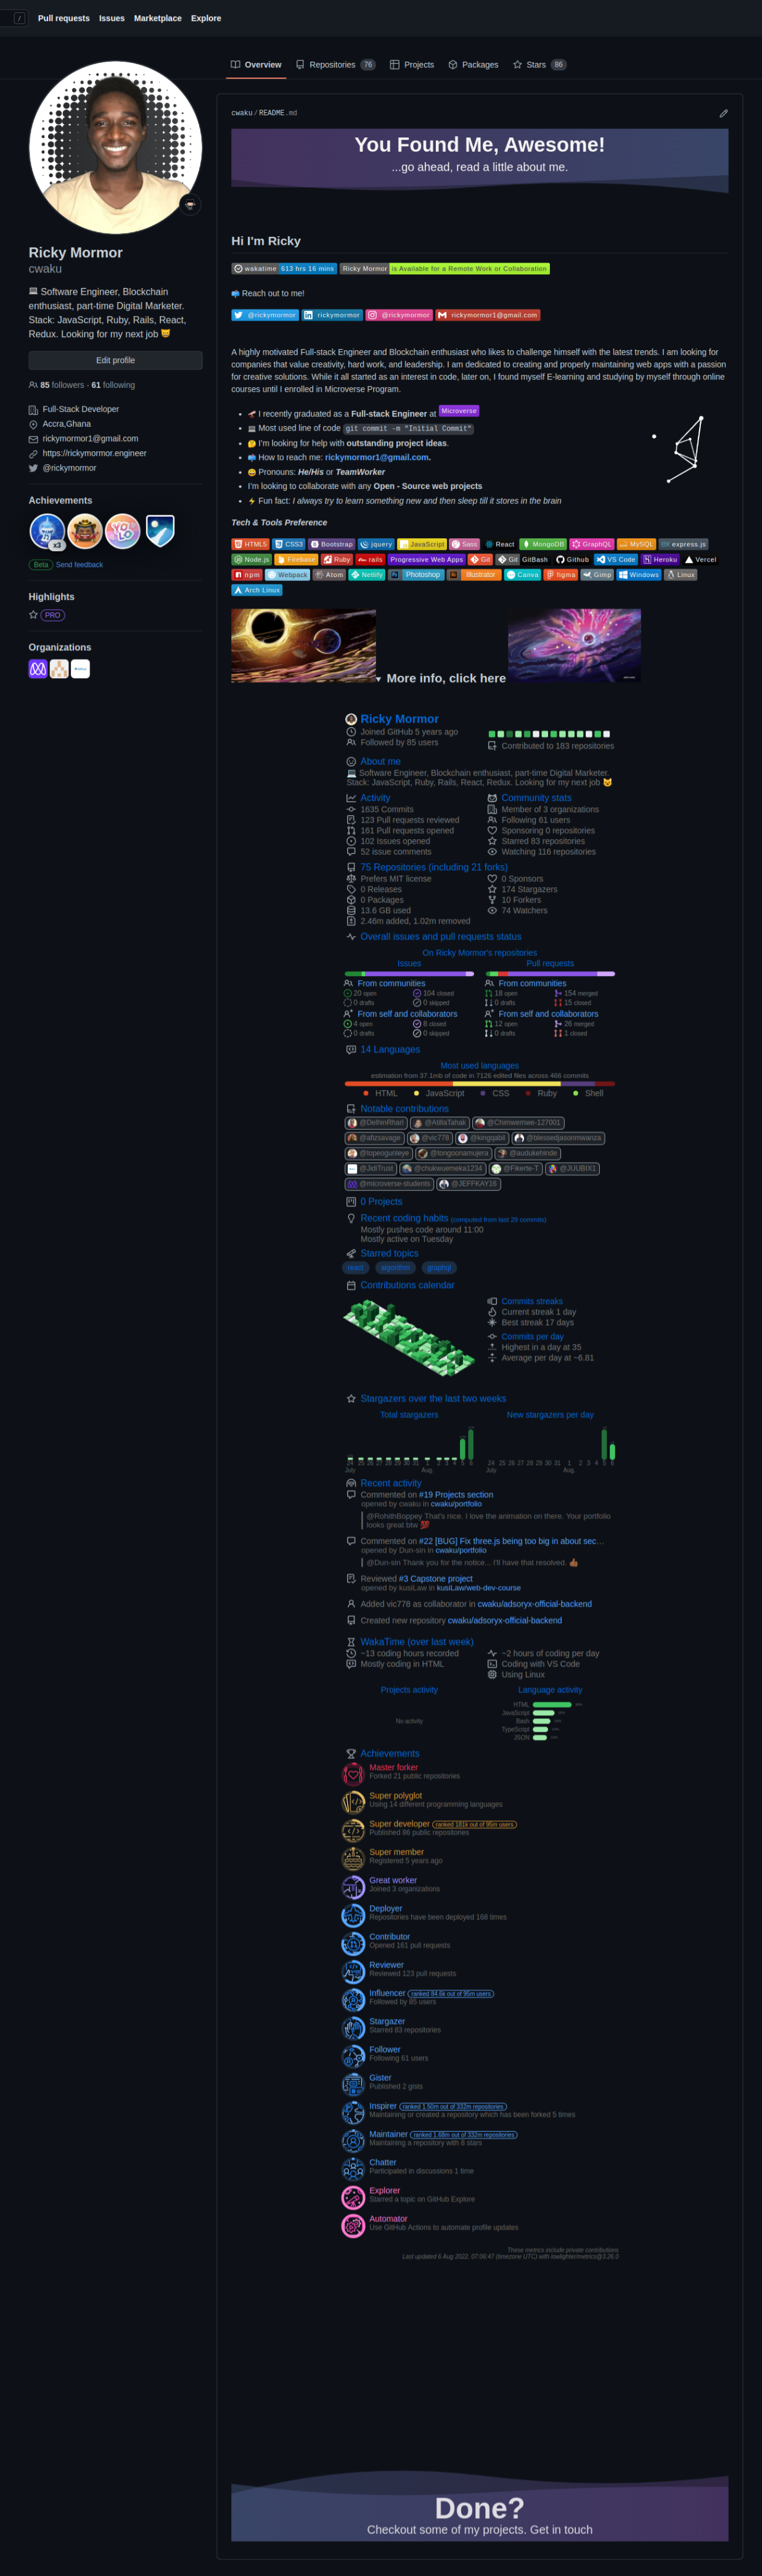 / Pull requests Issues Marketplace Explore
Overview Repositories 76 Projects Packages Stars 86
cwaku / README.md
You Found Me, Awesome!
...go ahead, read a little about me.
Ricky Mormor
cwaku
Software Engineer, Blockchain
enthusiast, part-time Digital Marketer.
Stack: JavaScript, Ruby, Rails, React,
Redux. Looking for my next job
Edit profile
85 followers · 61 following
Full-Stack Developer
Accra,Ghana
rickymormor1@gmail.com
https://rickymormor.engineer
@rickymormor
Achievements
YOLO
x3
Beta Send feedback
Highlights
PRO
Organizations
Hi I'm Ricky
wakatime 613 hrs 16 mins Ricky Mormor is Available for a Remote Work or Collaboration
Reach out to me!
@rickymormor rickymormor @rickymormor rickymormor1@gmail.com
A highly motivated Full-stack Engineer and Blockchain enthusiast who likes to challenge himself with the latest trends. I am looking for
companies that value creativity, hard work, and leadership. I am dedicated to creating and properly maintaining web apps with a passion
for creative solutions. While it all started as an interest in code, later on, I found myself E-learning and studying by myself through online
courses until I enrolled in Microverse Program.
I recently graduated as a Full-stack Engineer at Microverse
Most used line of code git commit -m "Initial Commit"
I'm looking for help with outstanding project ideas.
How to reach me: rickymormor1@gmail.com.
Pronouns: He/His or TeamWorker
I'm looking to collaborate with any Open - Source web projects
Fun fact: I always try to learn something new and then sleep till it stores in the brain
Tech & Tools Preference
HTML5 CSS3 Bootstrap jquery JavaScript Sass React MongoDB GraphQL MySQL express.js
Node.js Firebase Ruby rails Progressive Web Apps Git Git GitBash Github VS Code Heroku Vercel
npm Webpack Atom Netlify Photoshop Illustrator Canva figma Gimp Windows Linux
Arch Linux
More info, click here
Ricky Mormor
Joined GitHub 5 years ago
Followed by 85 users
Contributed to 183 repositories
About me
Software Engineer, Blockchain enthusiast, part-time Digital Marketer.
Stack: JavaScript, Ruby, Rails, React, Redux. Looking for my next job
Activity
1635 Commits
123 Pull requests reviewed
161 Pull requests opened
102 Issues opened
52 issue comments
Community stats
Member of 3 organizations
Following 61 users
Sponsoring 0 repositories
Starred 83 repositories
Watching 116 repositories
75 Repositories (including 21 forks)
Prefers MIT license
0 Releases
0 Packages
13.6 GB used
2.46m added, 1.02m removed
0 Sponsors
174 Stargazers
10 Forkers
74 Watchers
Overall issues and pull requests status
On Ricky Mormor's repositories
Issues Pull requests
From communities From communities
20 open 104 closed 18 open 154 merged
0 drafts 0 skipped 0 drafts 15 closed
From self and collaborators From self and collaborators
4 open 8 closed 12 open 26 merged
0 drafts 0 skipped 0 drafts 1 closed
14 Languages
Most used languages
estimation from 37.1mb of code in 7126 edited files across 466 commits
HTML JavaScript CSS Ruby Shell
Notable contributions
@DelhinRharl @AtillaTahak @Chimwemwe-127001
@afizsavage @vic778 @kingqabil @blessedjasonmwanza
@topeogunleye @tongoonamujera @audukehinde
@JidiTrust @chukwuemeka1234 @Fikerte-T @JUUBIX1
@microverse-students @JEFFKAY16
0 Projects
Recent coding habits (computed from last 29 commits)
Mostly pushes code around 11:00
Mostly active on Tuesday
Starred topics
react algorithm graphql
Contributions calendar
Commits streaks
Current streak 1 day
Best streak 17 days
Commits per day
Highest in a day at 35
Average per day at ~6.81
Stargazers over the last two weeks
Total stargazers New stargazers per day
24 25 26 27 28 29 30 31 1 2 3 4 5 6 24 25 26 27 28 29 30 31 1 2 3 4 5 6
July Aug. July Aug.
Recent activity
Commented on #19 Projects section
opened by cwaku in cwaku/portfolio
@RohithBoppey That's nice. I love the animation on there. Your portfolio
looks great btw 💯
Commented on #22 [BUG] Fix three.js being too big in about sec…
opened by Dun-sin in cwaku/portfolio
@Dun-sin Thank you for the notice... I'll have that resolved.
Reviewed #3 Capstone project
opened by kusiLaw in kusiLaw/web-dev-course
Added vic778 as collaborator in cwaku/adsoryx-official-backend
Created new repository cwaku/adsoryx-official-backend
WakaTime (over last week)
~13 coding hours recorded
Mostly coding in HTML
~2 hours of coding per day
Coding with VS Code
Using Linux
Projects activity Language activity
No activity
HTML
JavaScript
Bash
TypeScript
JSON
Achievements
Master forker
Forked 21 public repositories
Super polyglot
Using 14 different programming languages
Super developer ranked 181k out of 95m users
Published 86 public repositories
Super member
Registered 5 years ago
Great worker
Joined 3 organizations
Deployer
Repositories have been deployed 168 times
Contributor
Opened 161 pull requests
Reviewer
Reviewed 123 pull requests
Influencer ranked 84.6k out of 95m users
Followed by 85 users
Stargazer
Starred 83 repositories
Follower
Following 61 users
Gister
Published 2 gists
Inspirer ranked 1.50m out of 332m repositories
Maintaining or created a repository which has been forked 5 times
Maintainer ranked 1.68m out of 332m repositories
Maintaining a repository with 8 stars
Chatter
Participated in discussions 1 time
Explorer
Starred a topic on GitHub Explore
Automator
Use GitHub Actions to automate profile updates
These metrics include private contributions
Last updated 6 Aug 2022, 07:06:47 (timezone UTC) with lowlighter/metrics@3.26.0
Done?
Checkout some of my projects. Get in touch